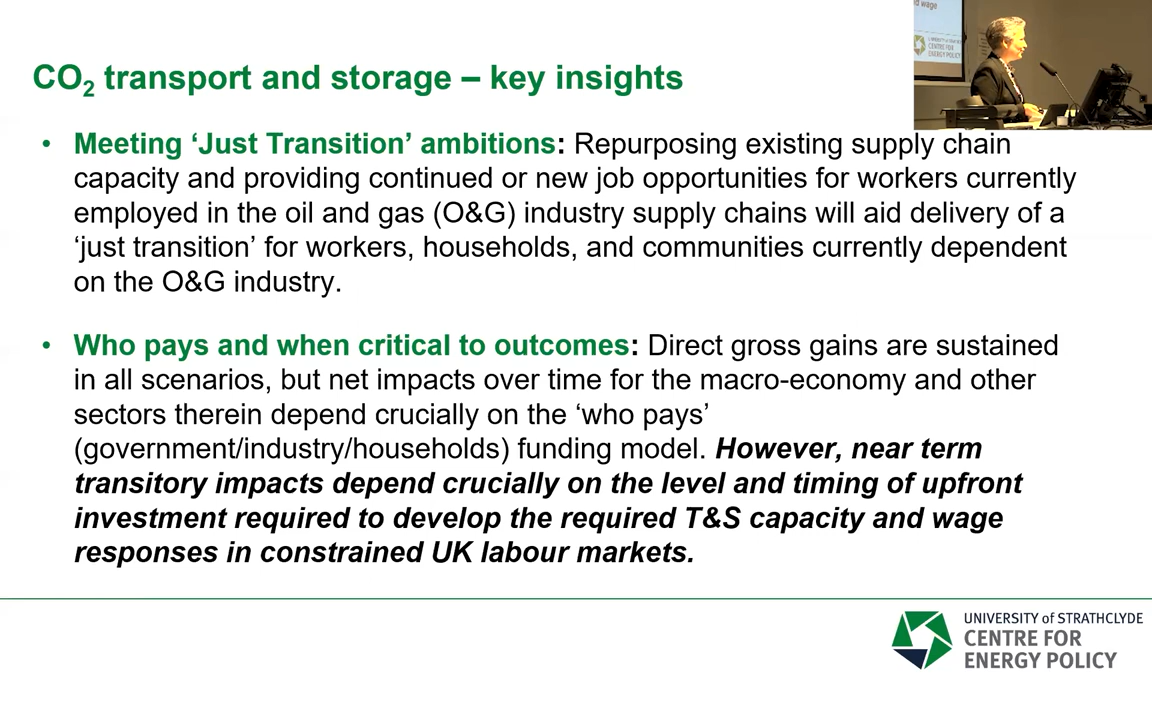 CO₂ transport and storage – key insights
• Meeting ‘Just Transition’ ambitions: Repurposing existing supply chain
capacity and providing continued or new job opportunities for workers currently
employed in the oil and gas (O&G) industry supply chains will aid delivery of a
‘just transition’ for workers, households, and communities currently dependent
on the O&G industry.
• Who pays and when critical to outcomes: Direct gross gains are sustained
in all scenarios, but net impacts over time for the macro-economy and other
sectors therein depend crucially on the ‘who pays’
(government/industry/households) funding model. However, near term
transitory impacts depend crucially on the level and timing of upfront
investment required to develop the required T&S capacity and wage
responses in constrained UK labour markets.
UNIVERSITY of STRATHCLYDE
CENTRE FOR
ENERGY POLICY
wage
CENTRE FOR
ENERGY POLICY